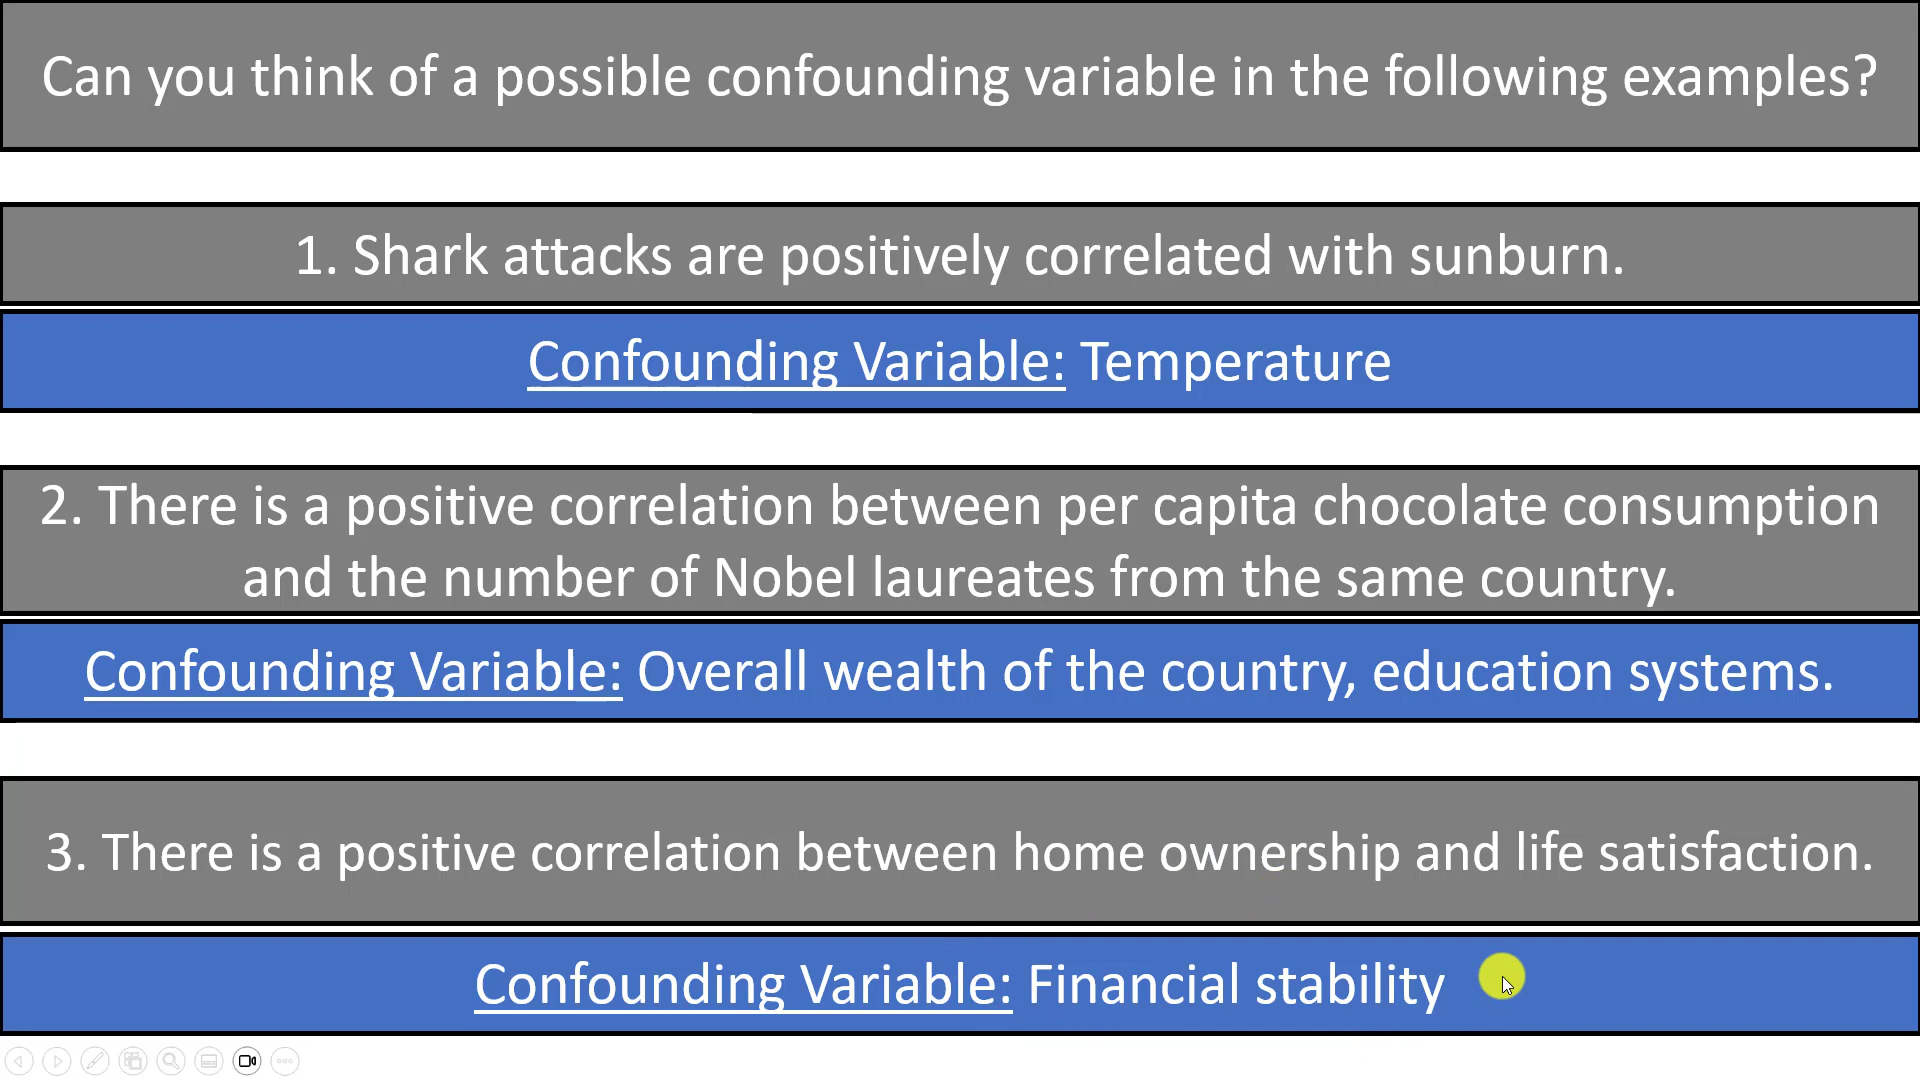 Can you think of a possible confounding variable in the following examples?
1. Shark attacks are positively correlated with sunburn.
Confounding Variable: Temperature
2. There is a positive correlation between per capita chocolate consumption
and the number of Nobel laureates from the same country.
Confounding Variable: Overall wealth of the country, education systems.
3. There is a positive correlation between home ownership and life satisfaction.
Confounding Variable: Financial stability